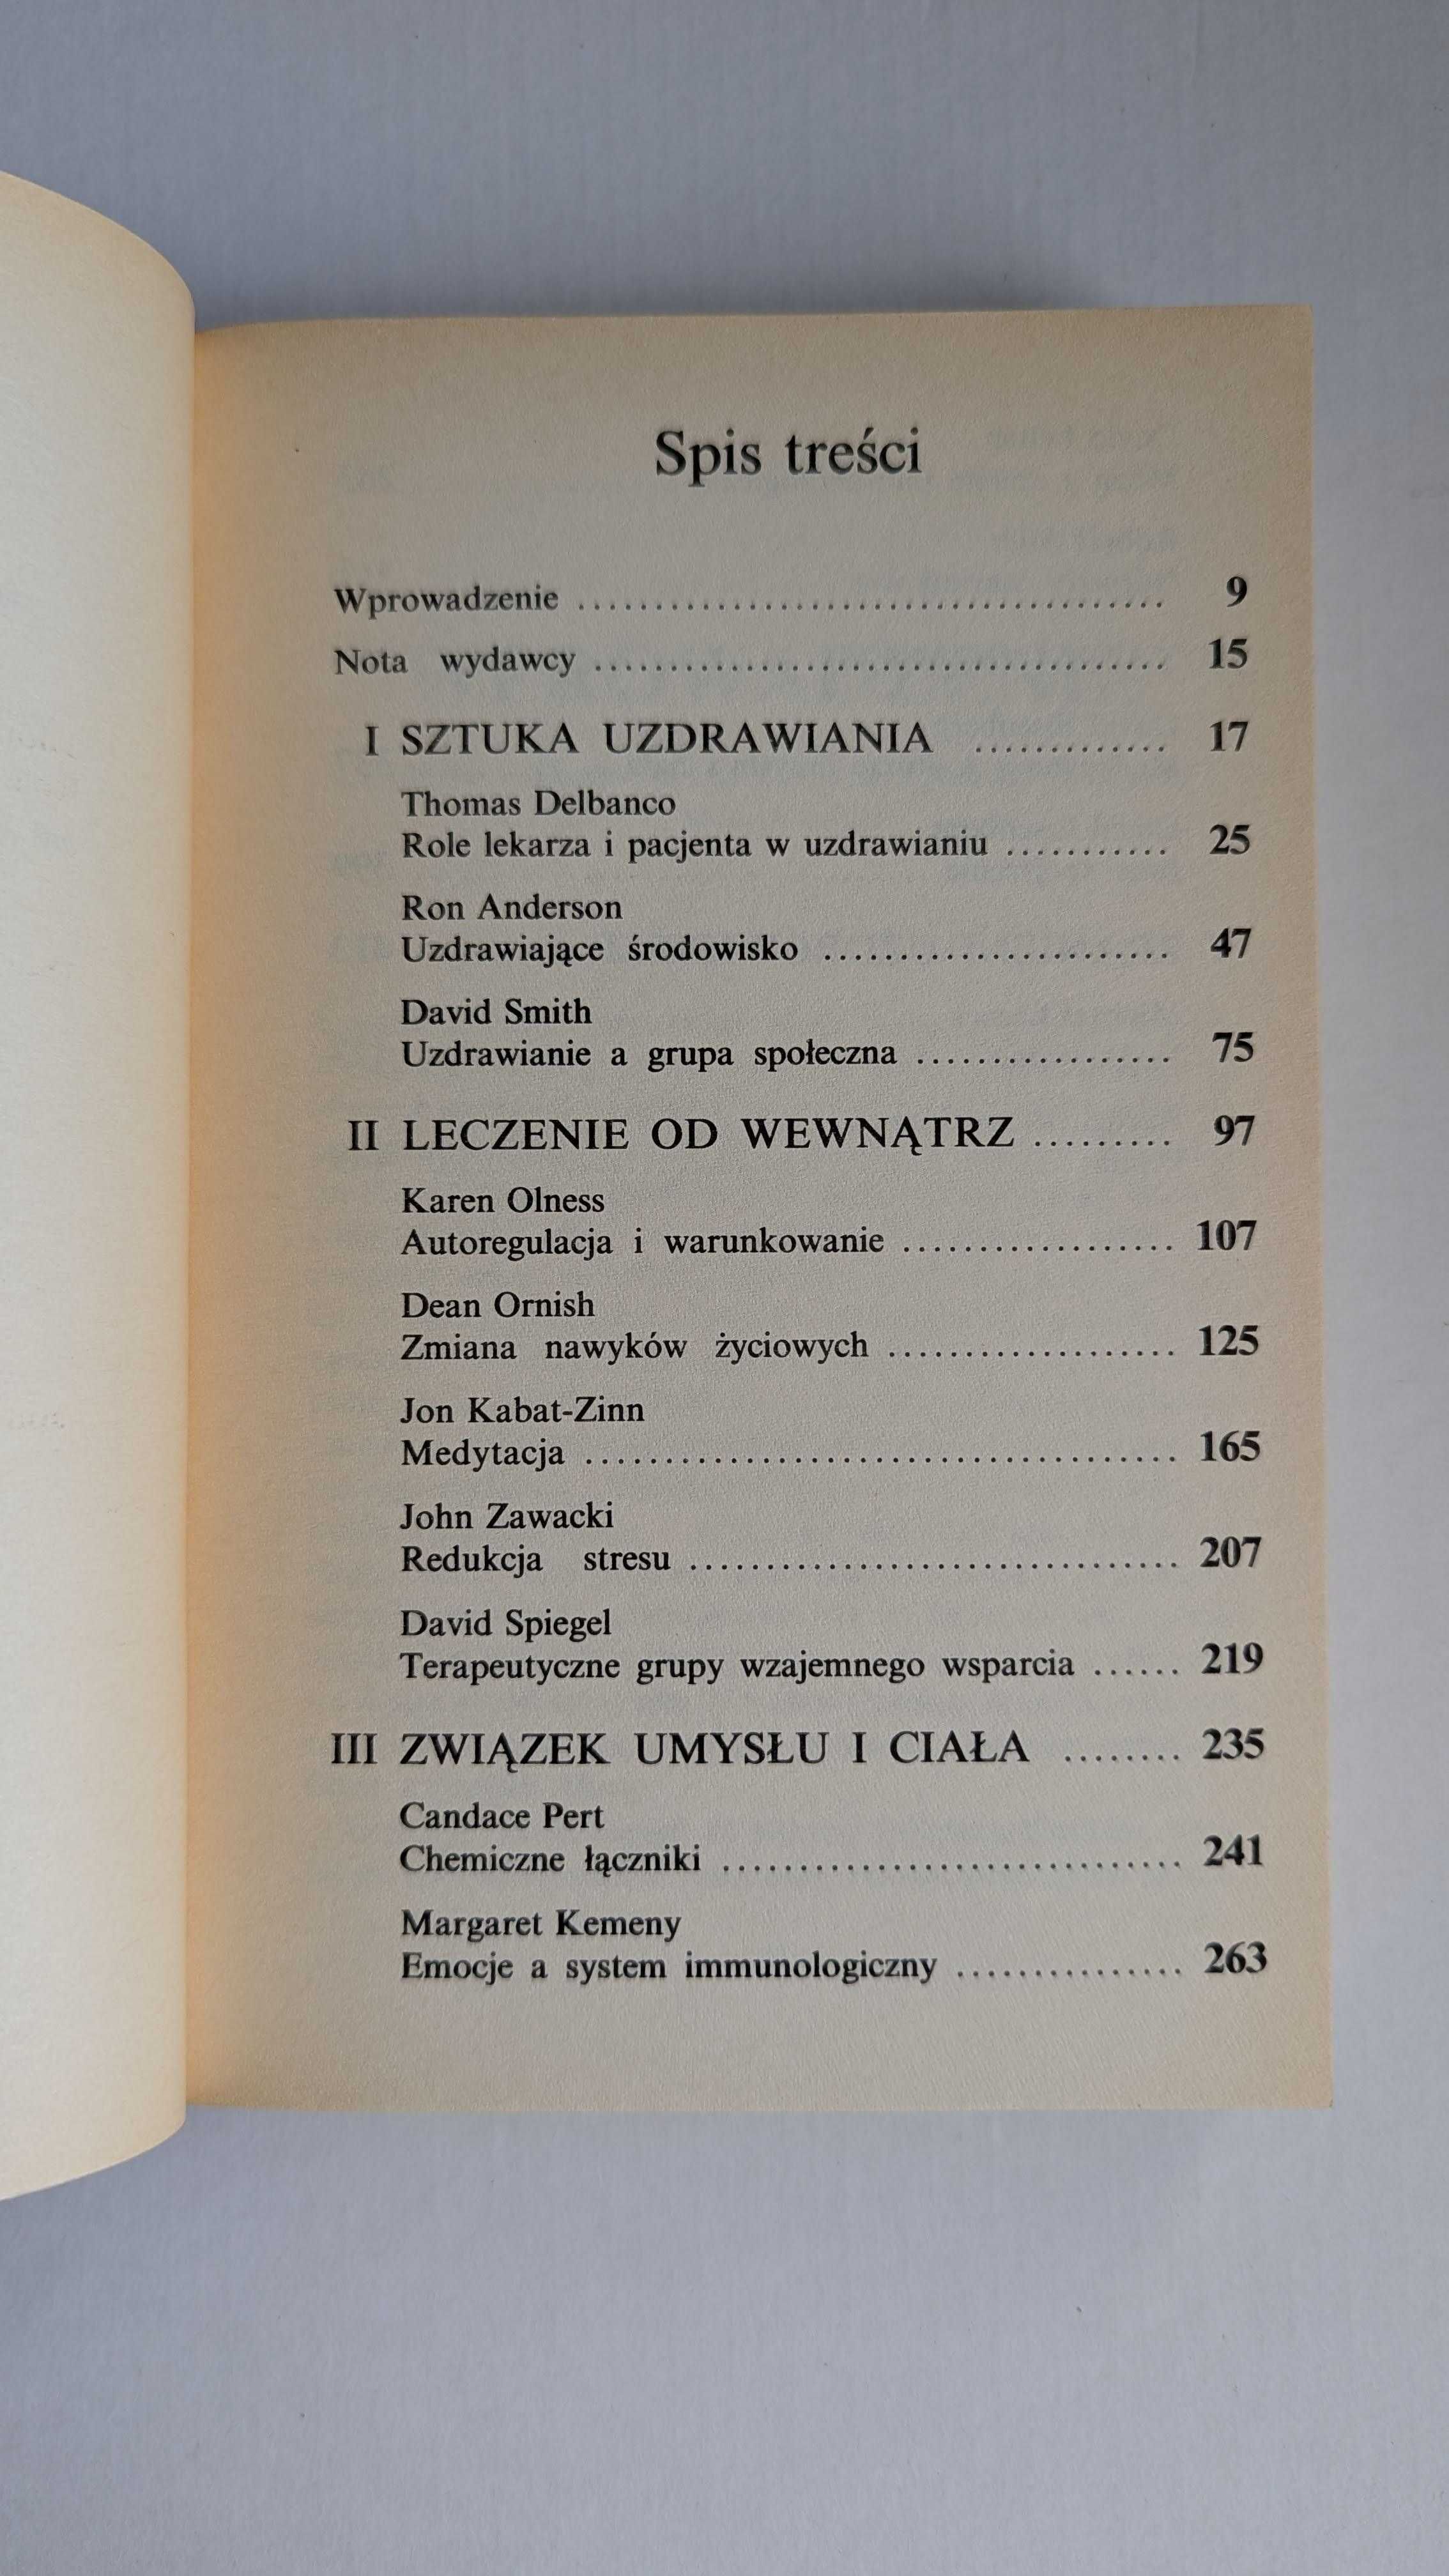 Spis treści
Wprowadzenie ...................................... 9
Nota wydawcy ..................................... 15
I SZTUKA UZDRAWIANIA ............. 17
Thomas Delbanco
Role lekarza i pacjenta w uzdrawianiu ........... 25
Ron Anderson
Uzdrawiające środowisko ....................... 47
David Smith
Uzdrawianie a grupa społeczna ................. 75
II LECZENIE OD WEWNĄTRZ ......... 97
Karen Olness
Autoregulacja i warunkowanie .................. 107
Dean Ornish
Zmiana nawyków życiowych ................... 125
Jon Kabat-Zinn
Medytacja ....................................... 165
John Zawacki
Redukcja stresu ................................ 207
David Spiegel
Terapeutyczne grupy wzajemnego wsparcia ...... 219
III ZWIĄZEK UMYSŁU I CIAŁA ........ 235
Candace Pert
Chemiczne łączniki .............................. 241
Margaret Kemeny
Emocje a system immunologiczny ............... 263